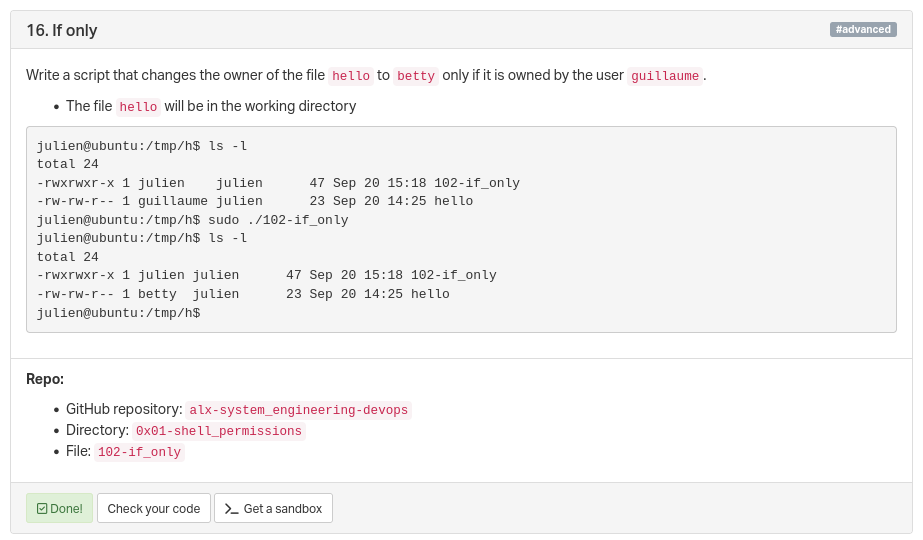 16. If only
#advanced
Write a script that changes the owner of the file hello to betty only if it is owned by the user guillaume.
• The file hello will be in the working directory
julien@ubuntu:/tmp/h$ ls -l
total 24
-rwxrwxr-x 1 julien    julien      47 Sep 20 15:18 102-if_only
-rw-rw-r-- 1 guillaume julien      23 Sep 20 14:25 hello
julien@ubuntu:/tmp/h$ sudo ./102-if_only
julien@ubuntu:/tmp/h$ ls -l
total 24
-rwxrwxr-x 1 julien julien      47 Sep 20 15:18 102-if_only
-rw-rw-r-- 1 betty  julien      23 Sep 20 14:25 hello
julien@ubuntu:/tmp/h$
Repo:
• GitHub repository: alx-system_engineering-devops
• Directory: 0x01-shell_permissions
• File: 102-if_only
Done! Check your code >_ Get a sandbox